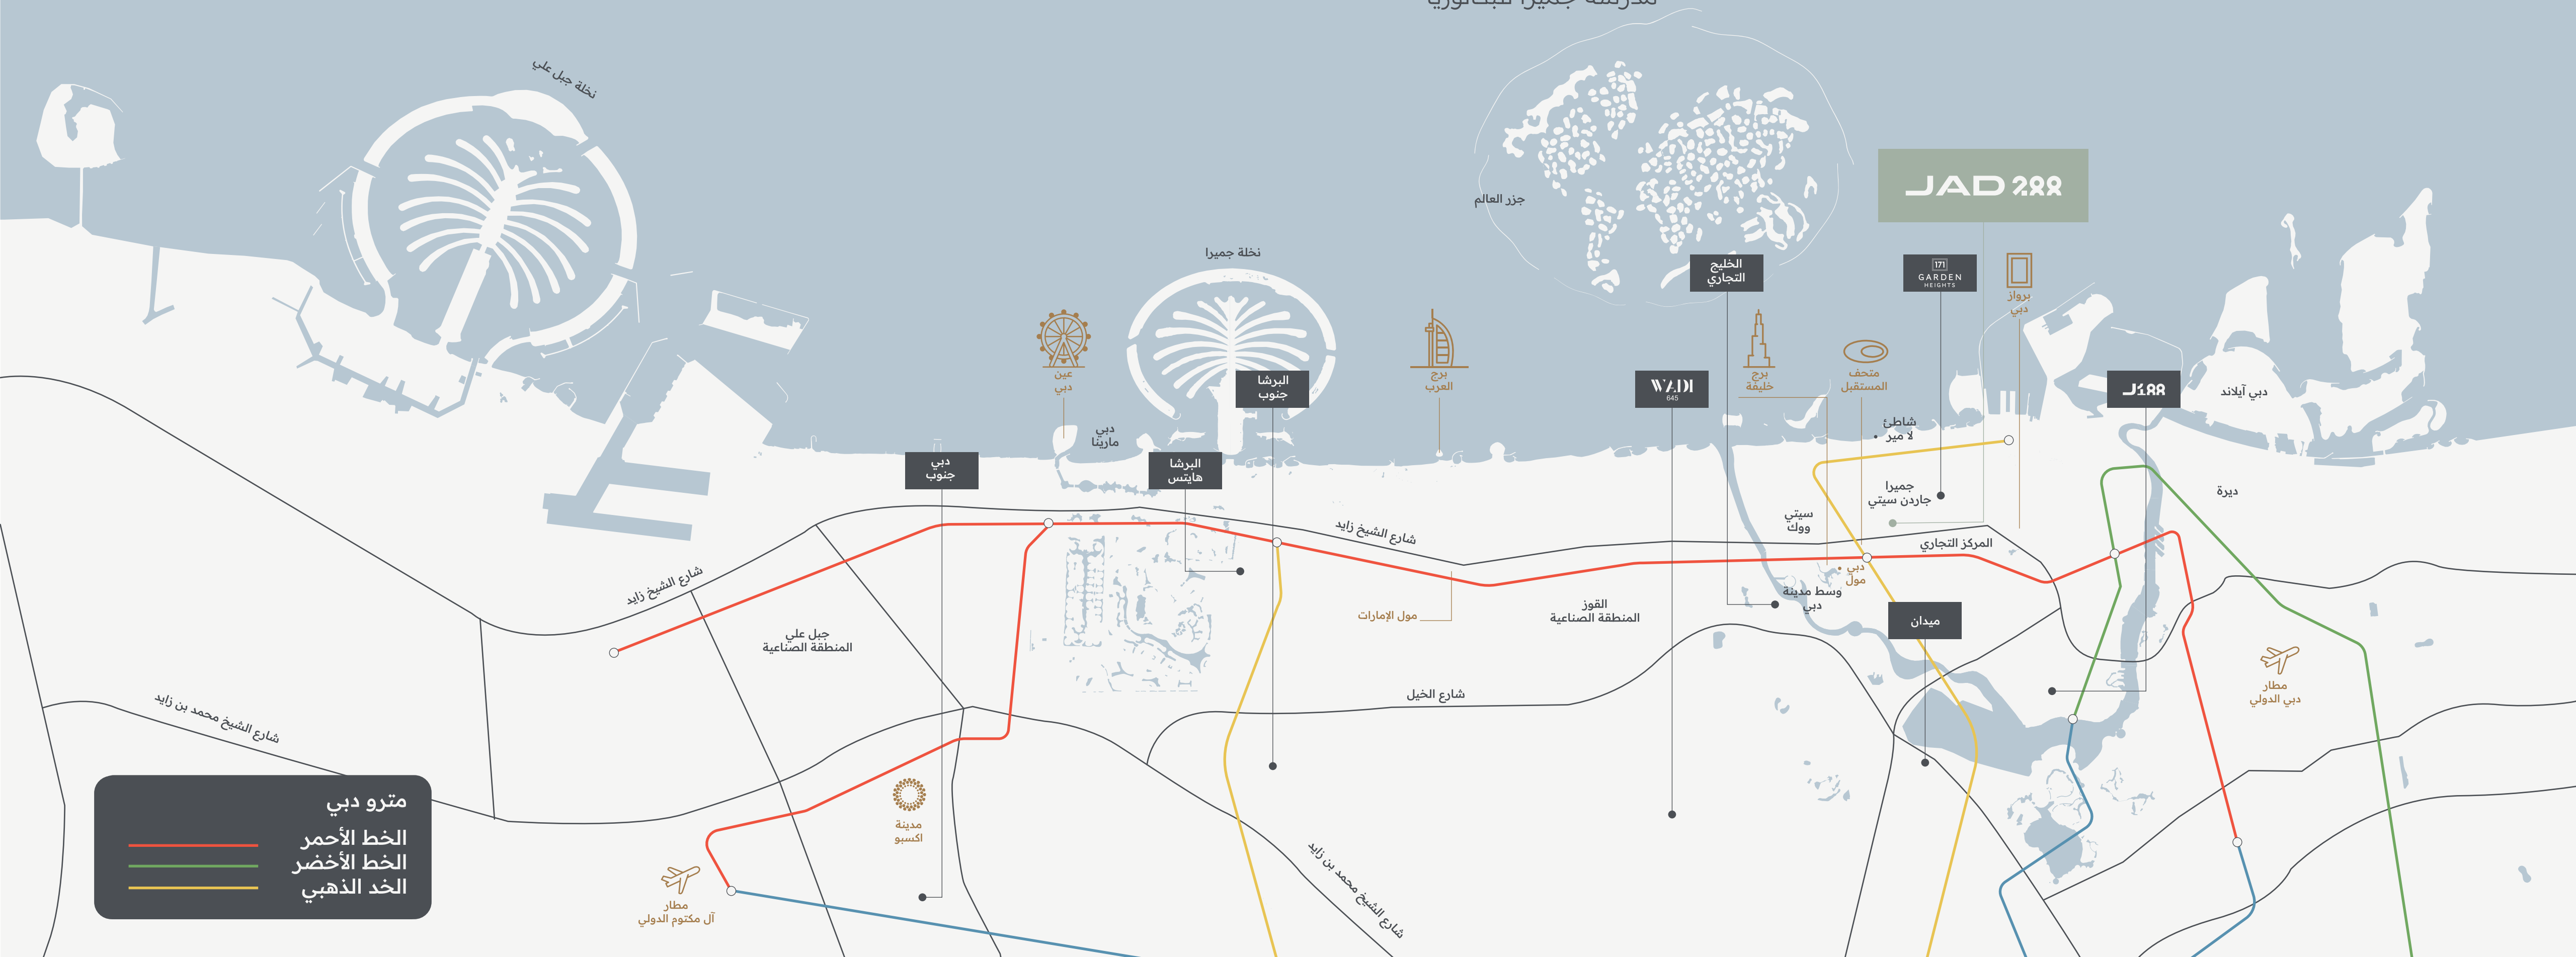 مدرسة جميرا للبكالوريا
نخلة جبل علي
جزر العالم
JAD 288
نخلة جميرا
الخليج
التجاري
171
GARDEN
HEIGHTS
برواز
دبي
عين
دبي
البرشا
جنوب
برج
العرب
WADI
645
برج
خليفة
متحف
المستقبل
J188
دبي آيلاند
دبي
مارينا
شاطئ
لا مير
دبي
جنوب
البرشا
هايتس
جميرا
جاردن سيتي
ديرة
سيتي
ووك
شارع الشيخ زايد
المركز التجاري
شارع الشيخ زايد
دبي
مول
وسط مدينة
دبي
مول الإمارات
القوز
المنطقة الصناعية
ميدان
جبل علي
المنطقة الصناعية
شارع الخيل
مطار
دبي الدولي
شارع الشيخ محمد بن زايد
مدينة
اكسبو
شارع الشيخ محمد بن زايد
مطار
آل مكتوم الدولي
مترو دبي
الخط الأحمر
الخط الأخضر
الخد الذهبي